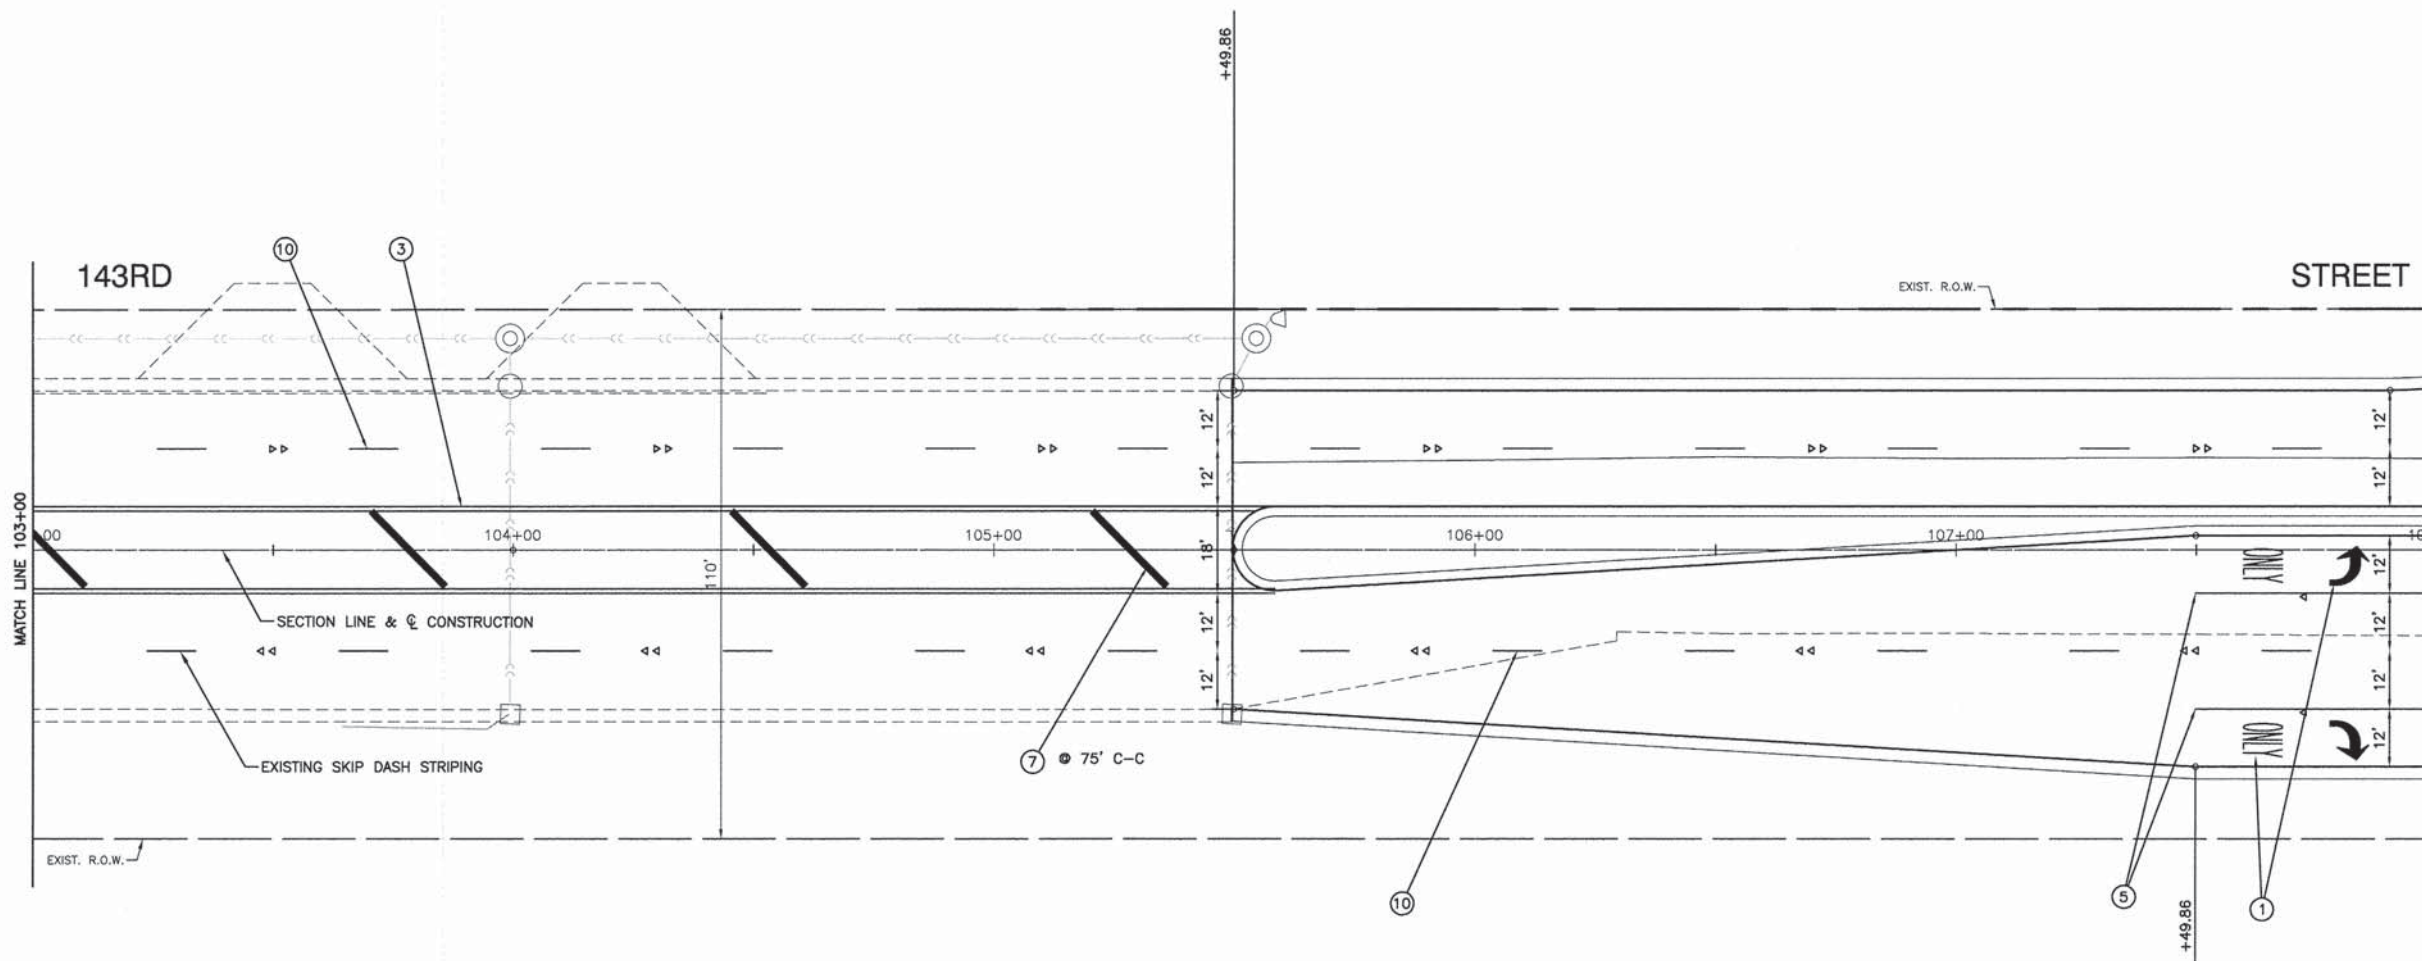 +49.86
10
3
143RD
STREET
EXIST. R.O.W.
12'
12'
12'
12'
MATCH LINE 103+00
00
104+00
105+00
106+00
107+00
10
18'
110'
ONLY
12'
SECTION LINE & ℄ CONSTRUCTION
12'
12'
12'
12'
EXISTING SKIP DASH STRIPING
7 @ 75' C-C
ONLY
12'
EXIST. R.O.W.
10
5
1
+49.86